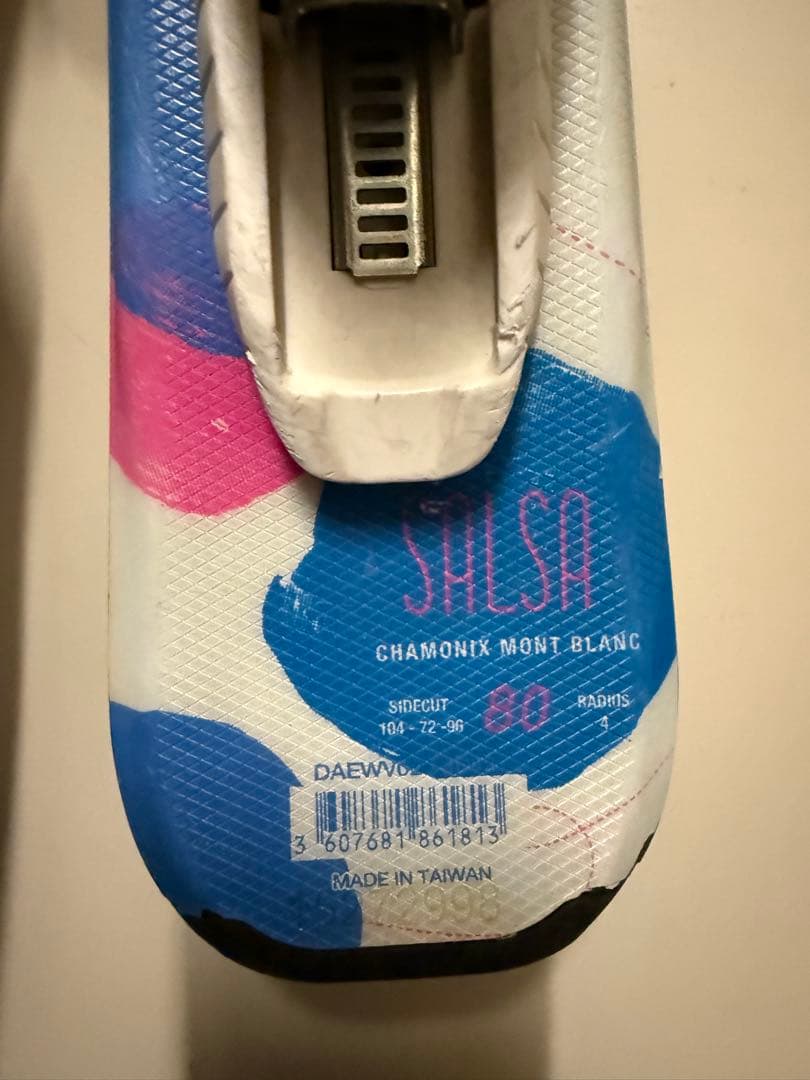 SALSA
CHAMONIX MONT BLANC
SIDECUT
104 - 72 - 96
80
RADIUS
4
3 607681 861813
MADE IN TAIWAN